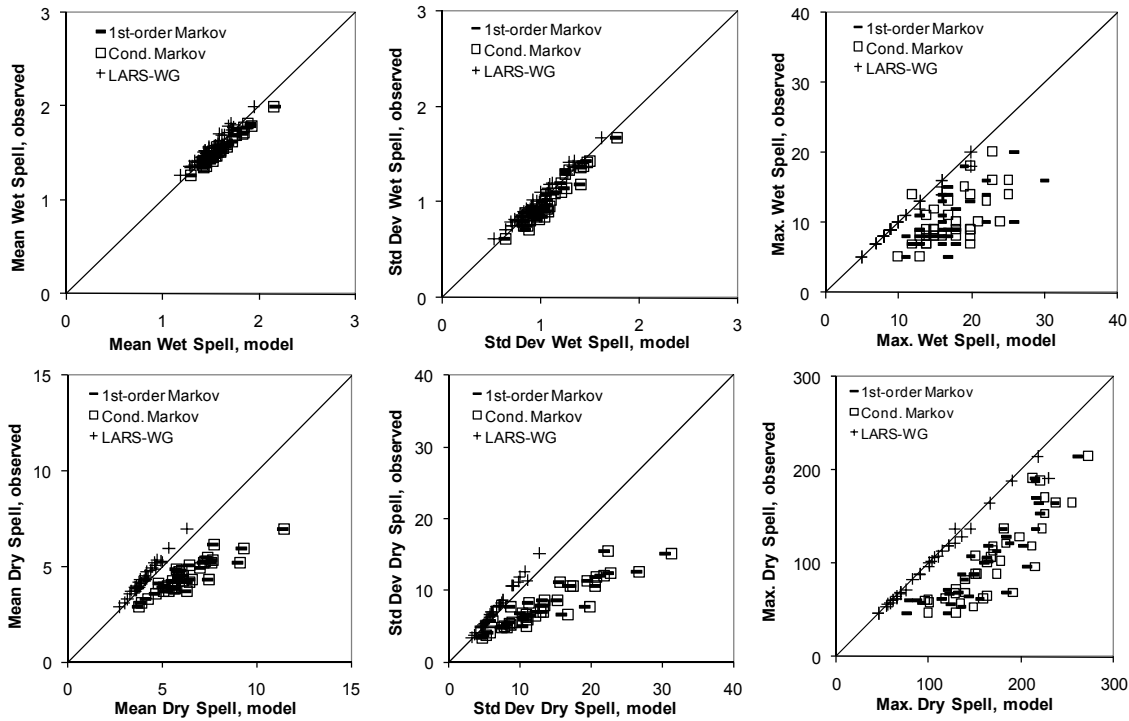 3
2
1
0
0
1
2
3
Mean Wet Spell, observed
Mean Wet Spell, model
1st-order Markov
Cond. Markov
LARS-WG
3
2
1
0
0
1
2
3
Std Dev Wet Spell, observed
Std Dev Wet Spell, model
1st-order Markov
Cond. Markov
LARS-WG
40
30
20
10
0
0
10
20
30
40
Max. Wet Spell, observed
Max. Wet Spell, model
1st-order Markov
Cond. Markov
LARS-WG
15
10
5
0
0
5
10
15
Mean Dry Spell, observed
Mean Dry Spell, model
1st-order Markov
Cond. Markov
LARS-WG
40
30
20
10
0
0
10
20
30
40
Std Dev Dry Spell, observed
Std Dev Dry Spell, model
1st-order Markov
Cond. Markov
LARS-WG
300
200
100
0
0
100
200
300
Max. Dry Spell, observed
Max. Dry Spell, model
1st-order Markov
Cond. Markov
LARS-WG